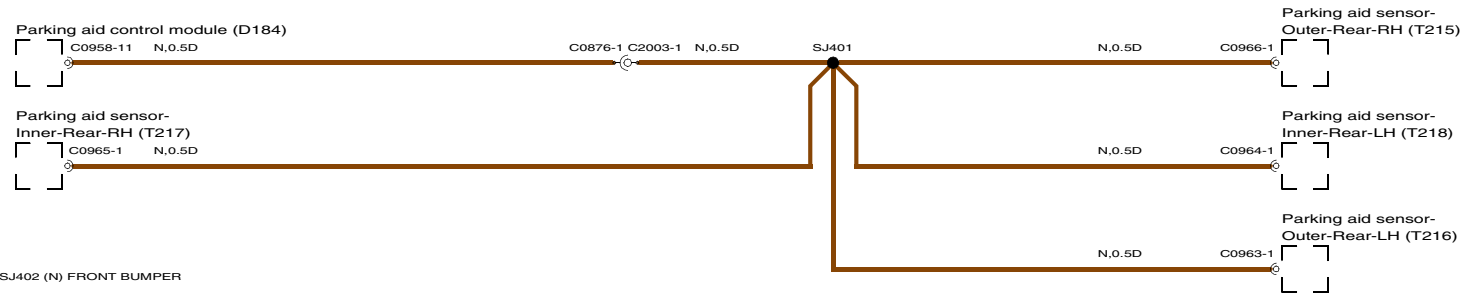 Parking aid control module (D184)
C0958-11 N,0.5D
C0876-1 C2003-1 N,0.5D
SJ401
N,0.5D
C0966-1
Parking aid sensor-
Outer-Rear-RH (T215)
Parking aid sensor-
Inner-Rear-RH (T217)
C0965-1 N,0.5D
N,0.5D
C0964-1
Parking aid sensor-
Inner-Rear-LH (T218)
N,0.5D
C0963-1
Parking aid sensor-
Outer-Rear-LH (T216)
SJ402 (N) FRONT BUMPER